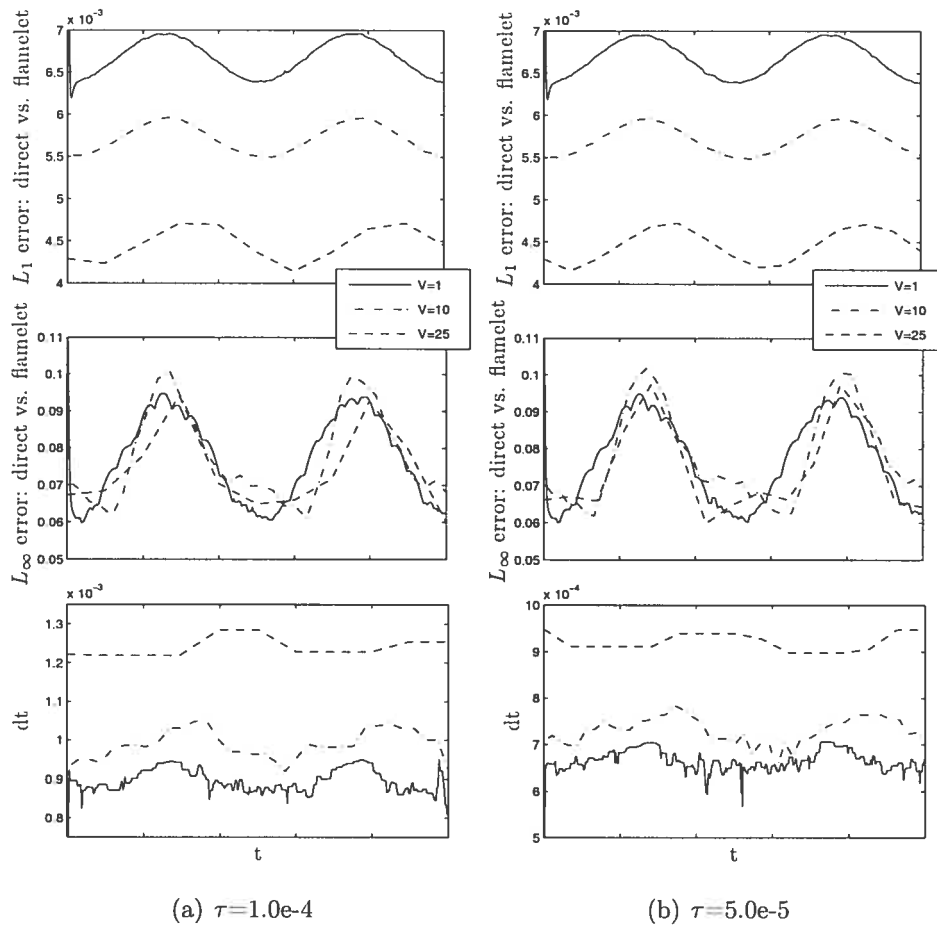 x 10⁻³
7
6.5
6
5.5
5
4.5
4
L₁ error: direct vs. flamelet
V=1
V=10
V=25
0.11
0.1
0.09
0.08
0.07
0.06
0.05
L∞ error: direct vs. flamelet
x 10⁻³
1.3
1.2
1.1
1
0.9
0.8
dt
t
(a) τ=1.0e-4
x 10⁻³
7
6.5
6
5.5
5
4.5
4
L₁ error: direct vs. flamelet
V=1
V=10
V=25
0.11
0.1
0.09
0.08
0.07
0.06
0.05
L∞ error: direct vs. flamelet
x 10⁻⁴
10
9
8
7
6
5
dt
t
(b) τ=5.0e-5